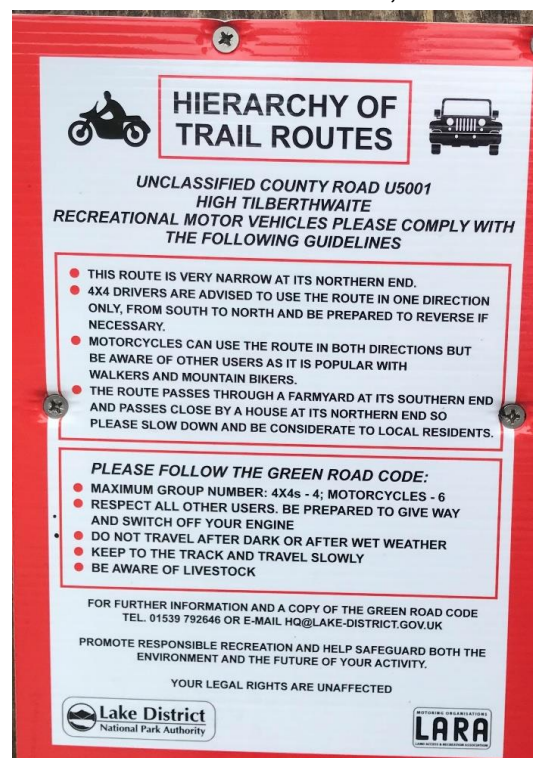 HIERARCHY OF
TRAIL ROUTES
UNCLASSIFIED COUNTY ROAD U5001
HIGH TILBERTHWAITE
RECREATIONAL MOTOR VEHICLES PLEASE COMPLY WITH
THE FOLLOWING GUIDELINES
● THIS ROUTE IS VERY NARROW AT ITS NORTHERN END.
● 4X4 DRIVERS ARE ADVISED TO USE THE ROUTE IN ONE DIRECTION
ONLY, FROM SOUTH TO NORTH AND BE PREPARED TO REVERSE IF
NECESSARY.
● MOTORCYCLES CAN USE THE ROUTE IN BOTH DIRECTIONS BUT
BE AWARE OF OTHER USERS AS IT IS POPULAR WITH
WALKERS AND MOUNTAIN BIKERS.
● THE ROUTE PASSES THROUGH A FARMYARD AT ITS SOUTHERN END
AND PASSES CLOSE BY A HOUSE AT ITS NORTHERN END SO
PLEASE SLOW DOWN AND BE CONSIDERATE TO LOCAL RESIDENTS.
PLEASE FOLLOW THE GREEN ROAD CODE:
● MAXIMUM GROUP NUMBER: 4X4s - 4; MOTORCYCLES - 6
● RESPECT ALL OTHER USERS. BE PREPARED TO GIVE WAY
AND SWITCH OFF YOUR ENGINE
● DO NOT TRAVEL AFTER DARK OR AFTER WET WEATHER
● KEEP TO THE TRACK AND TRAVEL SLOWLY
● BE AWARE OF LIVESTOCK
FOR FURTHER INFORMATION AND A COPY OF THE GREEN ROAD CODE
TEL. 01539 792646 OR E-MAIL HQ@LAKE-DISTRICT.GOV.UK
PROMOTE RESPONSIBLE RECREATION AND HELP SAFEGUARD BOTH THE
ENVIRONMENT AND THE FUTURE OF YOUR ACTIVITY.
YOUR LEGAL RIGHTS ARE UNAFFECTED
Lake District
National Park Authority
MOTORING ORGANISATIONS
LARA
LAND ACCESS & RECREATION ASSOCIATION